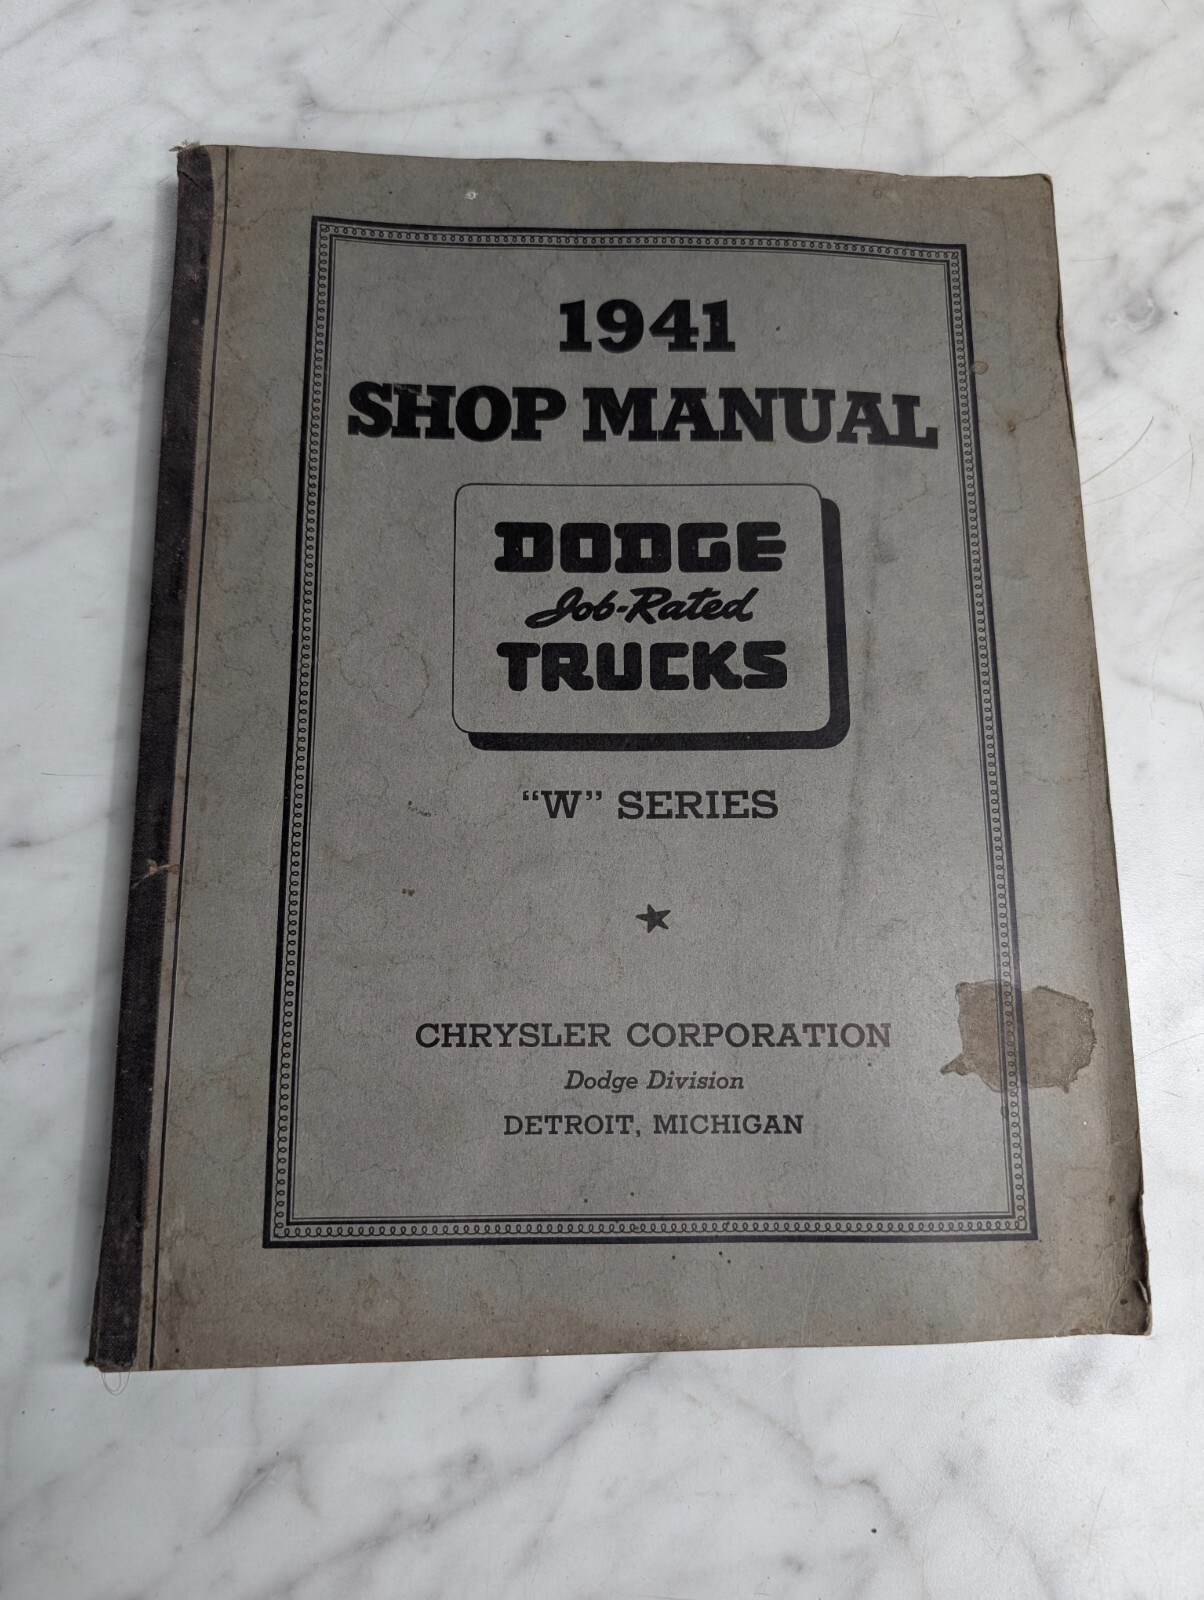 1941
SHOP MANUAL
DODGE
Job-Rated
TRUCKS
“W” SERIES
CHRYSLER CORPORATION
Dodge Division
DETROIT, MICHIGAN